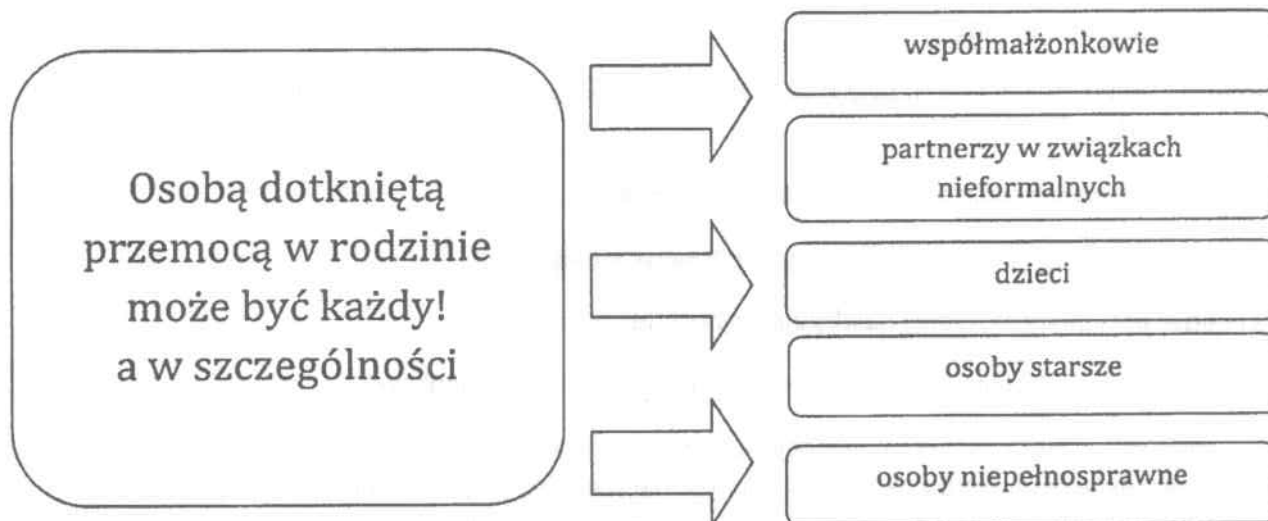 Osobą dotkniętą
przemocą w rodzinie
może być każdy!
a w szczególności
współmałżonkowie
partnerzy w związkach
nieformalnych
dzieci
osoby starsze
osoby niepełnosprawne